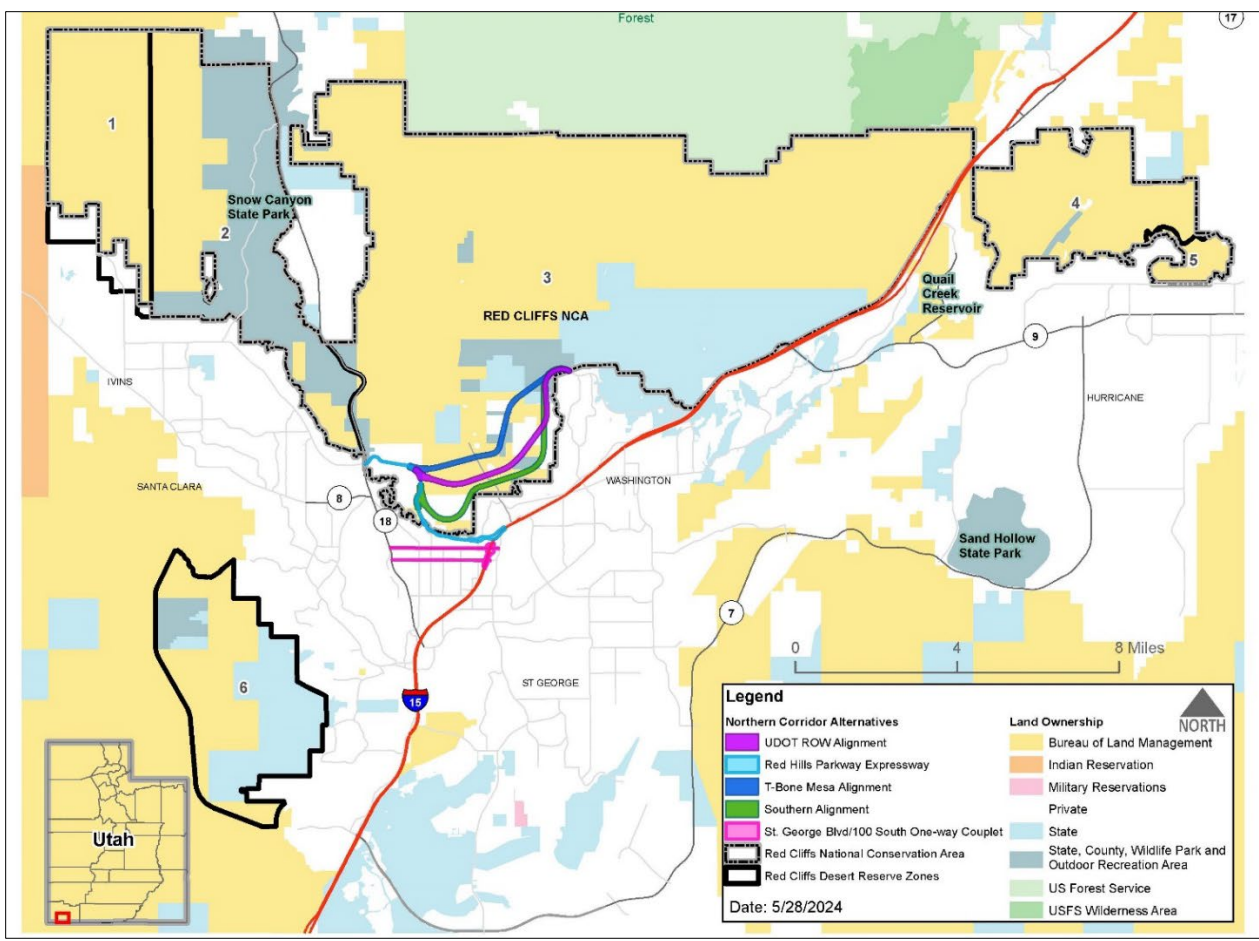 Forest
17
1
Snow Canyon
State Park
2
3
4
5
RED CLIFFS NCA
Quail
Creek
Reservoir
9
IVINS
HURRICANE
SANTA CLARA
8
18
WASHINGTON
Sand Hollow
State Park
7
0 4 8 Miles
6
ST GEORGE
15
Utah
Legend
NORTH
Northern Corridor Alternatives
UDOT ROW Alignment
Red Hills Parkway Expressway
T-Bone Mesa Alignment
Southern Alignment
St. George Blvd/100 South One-way Couplet
Red Cliffs National Conservation Area
Red Cliffs Desert Reserve Zones
Date: 5/28/2024
Land Ownership
Bureau of Land Management
Indian Reservation
Military Reservations
Private
State
State, County, Wildlife Park and
Outdoor Recreation Area
US Forest Service
USFS Wilderness Area